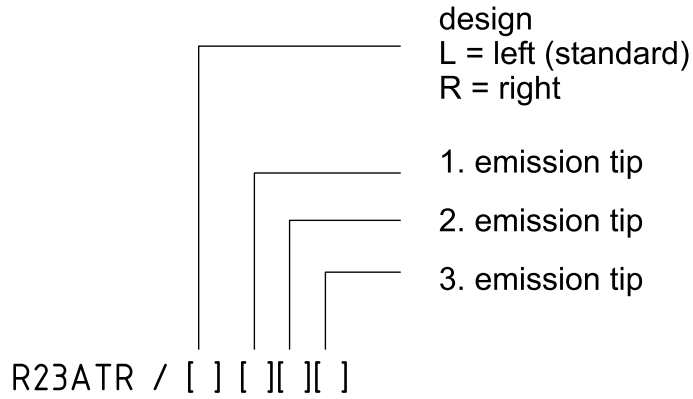 design
L = left (standard)
R = right
1. emission tip
2. emission tip
3. emission tip
R23ATR / [ ] [ ][ ][ ]